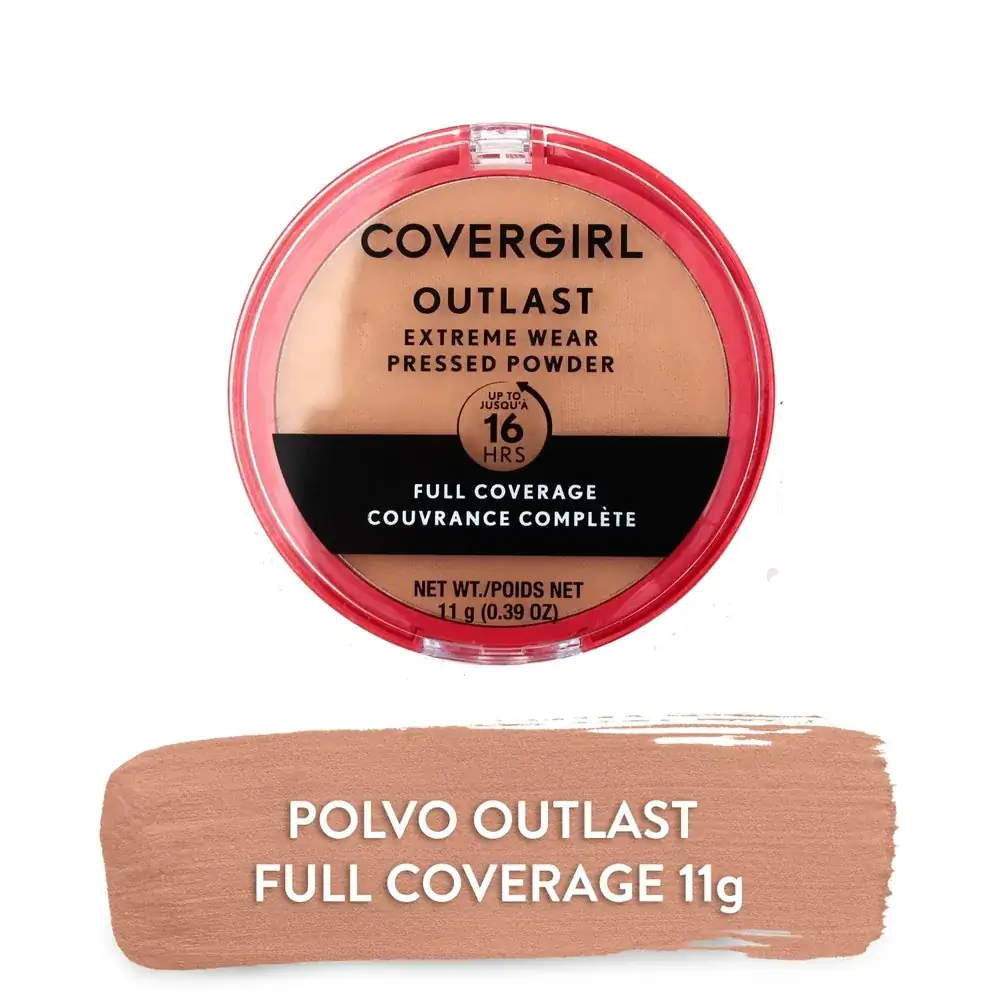 COVERGIRL
OUTLAST
EXTREME WEAR
PRESSED POWDER
UP TO
JUSQU'À
16
HRS
FULL COVERAGE
COUVRANCE COMPLÈTE
NET WT./POIDS NET
11 g (0.39 OZ)
POLVO OUTLAST
FULL COVERAGE 11g